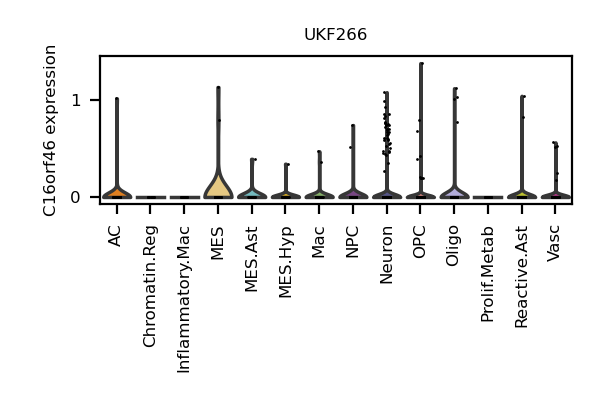 UKF266
C16orf46 expression
1
0
AC
Chromatin.Reg
Inflammatory.Mac
MES
MES.Ast
MES.Hyp
Mac
NPC
Neuron
OPC
Oligo
Prolif.Metab
Reactive.Ast
Vasc